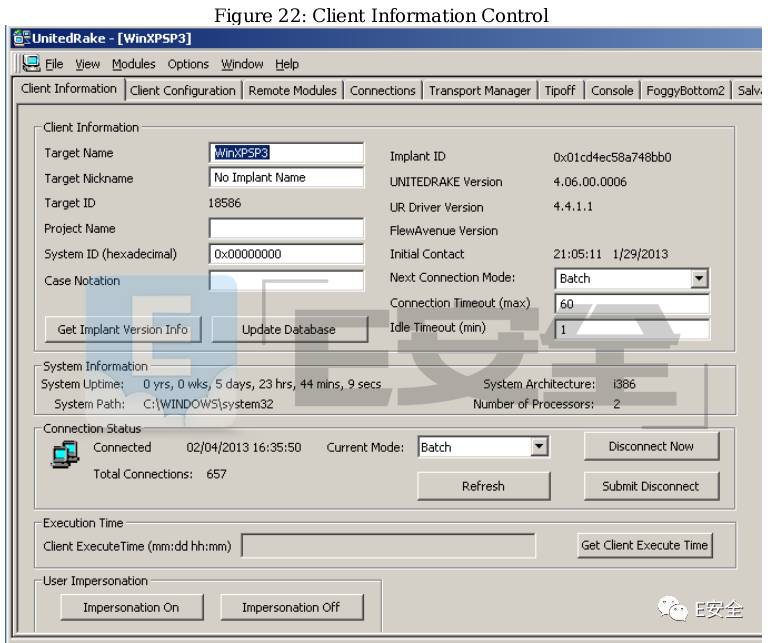 Figure 22: Client Information Control
UnitedRake - [WinXPSP3]
File View Modules Options Window Help
Client Information Client Configuration Remote Modules Connections Transport Manager Tipoff Console FoggyBottom2 Salv
Client Information
Target Name WinXPSP3 Implant ID 0x01cd4ec58a748bb0
Target Nickname No Implant Name UNITEDRAKE Version 4.06.00.0006
Target ID 18586 UR Driver Version 4.4.1.1
Project Name FlewAvenue Version
System ID (hexadecimal) 0x00000000 Initial Contact 21:05:11 1/29/2013
Case Notation Next Connection Mode: Batch
Connection Timeout (max) 60
Get Implant Version Info Update Database Idle Timeout (min) 1
E安全
System Information
System Uptime: 0 yrs, 0 wks, 5 days, 23 hrs, 44 mins, 9 secs System Architecture: i386
System Path: C:\WINDOWS\system32 Number of Processors: 2
Connection Status
Connected 02/04/2013 16:35:50 Current Mode: Batch Disconnect Now
Total Connections: 657 Refresh Submit Disconnect
Execution Time
Client ExecuteTime (mm:dd hh:mm) Get Client Execute Time
User Impersonation
Impersonation On Impersonation Off
E安全